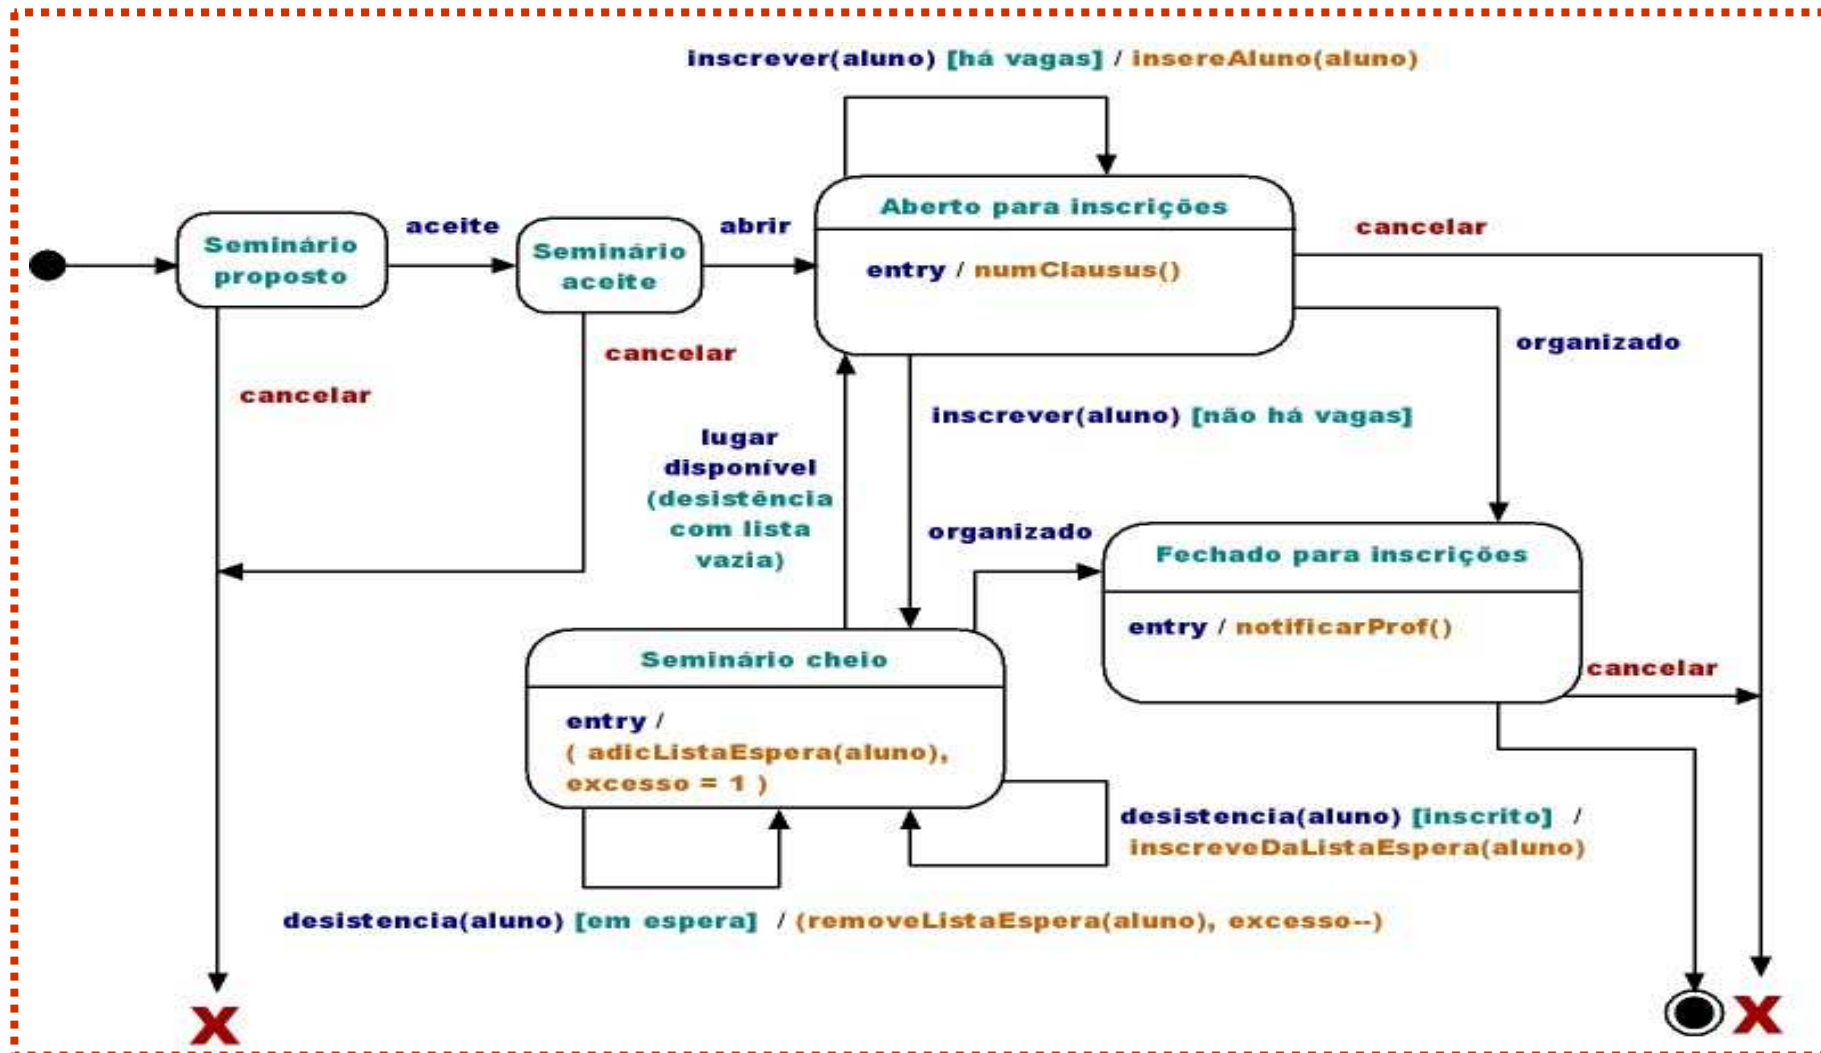 inscrever(aluno) [há vagas] / insereAluno(aluno)
Seminário
proposto
aceite
Seminário
aceite
abrir
Aberto para inscrições
entry / numClausus()
cancelar
organizado
cancelar
cancelar
inscrever(aluno) [não há vagas]
lugar
disponível
(desistência
com lista
vazia)
organizado
Fechado para inscrições
entry / notificarProf()
cancelar
Seminário cheio
entry /
( adicListaEspera(aluno),
excesso = 1 )
desistencia(aluno) [inscrito] /
inscreveDaListaEspera(aluno)
desistencia(aluno) [em espera] / (removeListaEspera(aluno), excesso--)
X
X